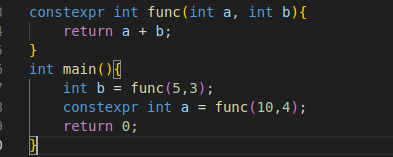 constexpr int func(int a, int b){
    return a + b;
}
int main(){
    int b = func(5,3);
    constexpr int a = func(10,4);
    return 0;
}